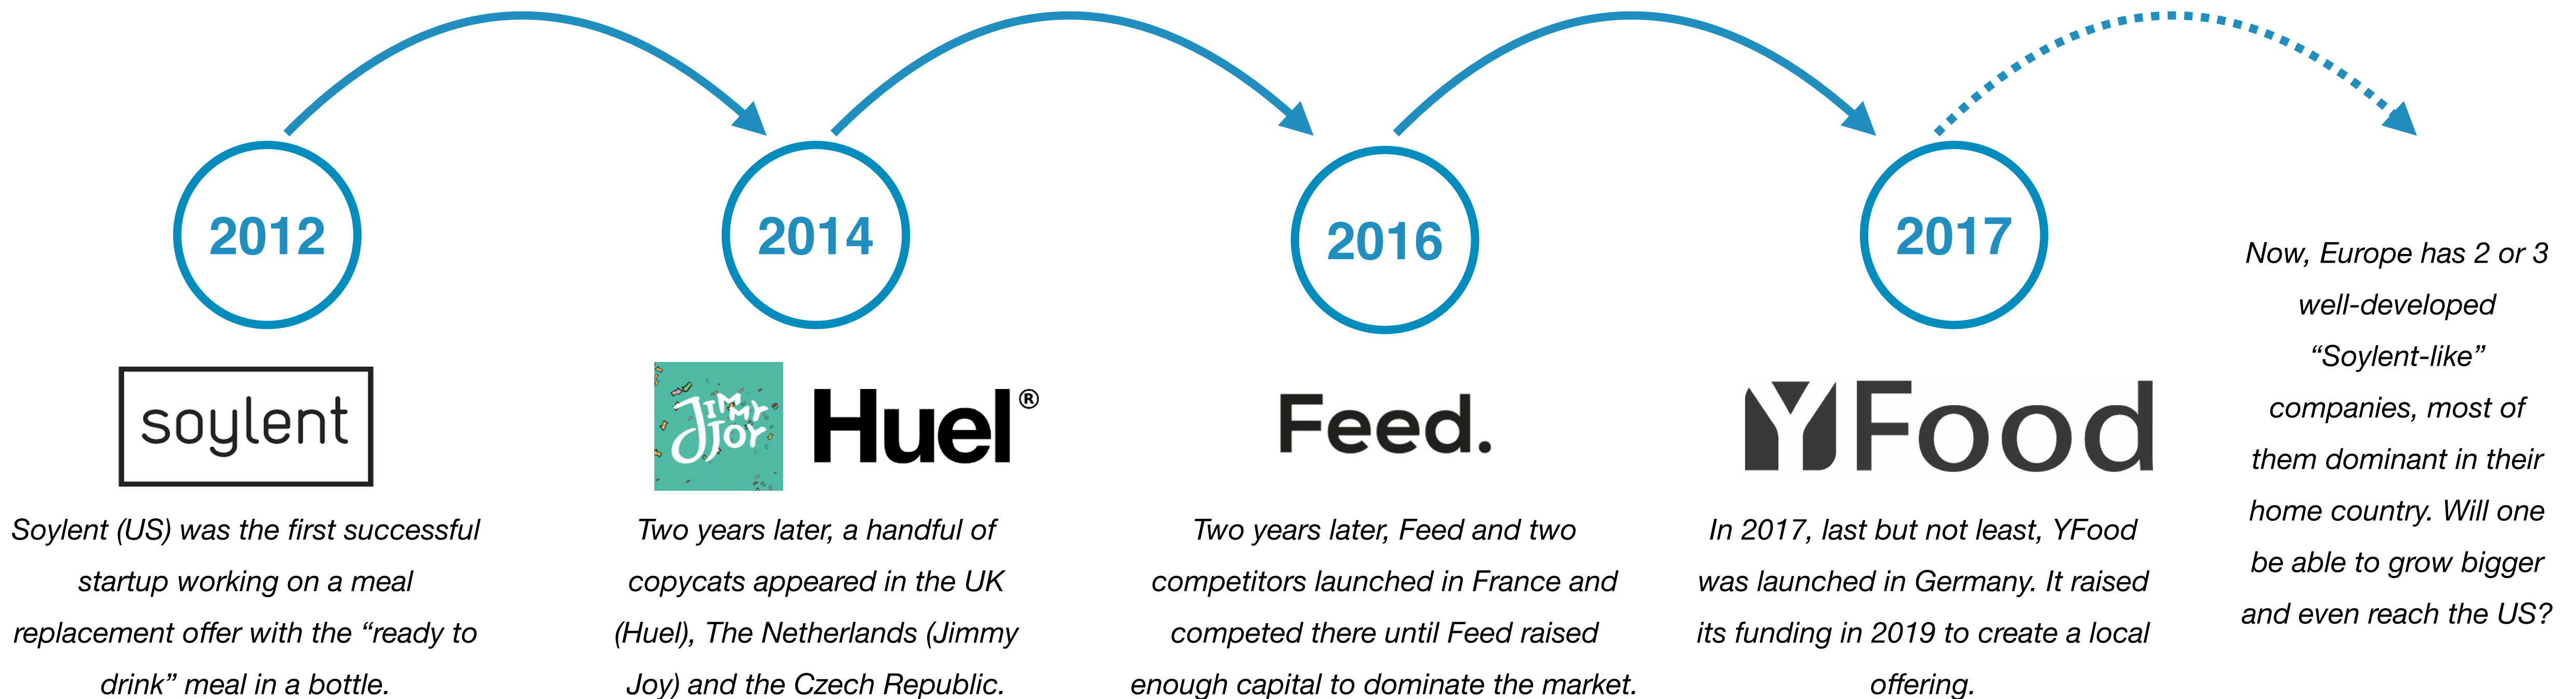 2012
soylent
Soylent (US) was the first successful
startup working on a meal
replacement offer with the “ready to
drink” meal in a bottle.
2014
JIMMY
JOY
Huel®
Two years later, a handful of
copycats appeared in the UK
(Huel), The Netherlands (Jimmy
Joy) and the Czech Republic.
2016
Feed.
Two years later, Feed and two
competitors launched in France and
competed there until Feed raised
enough capital to dominate the market.
2017
YFood
In 2017, last but not least, YFood
was launched in Germany. It raised
its funding in 2019 to create a local
offering.
Now, Europe has 2 or 3
well-developed
“Soylent-like”
companies, most of
them dominant in their
home country. Will one
be able to grow bigger
and even reach the US?